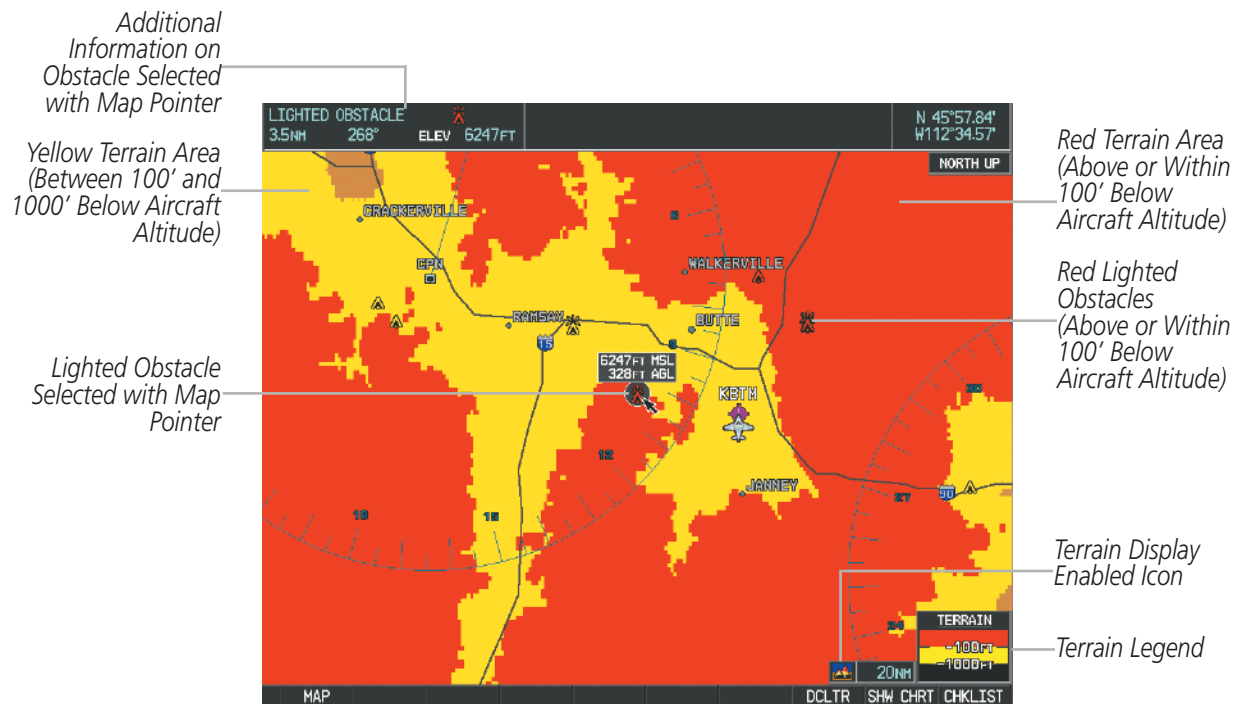 Additional
Information on
Obstacle Selected
with Map Pointer
Yellow Terrain Area
(Between 100’ and
1000’ Below Aircraft
Altitude)
Lighted Obstacle
Selected with Map
Pointer
LIGHTED OBSTACLE
3.5NM 268° ELEV 6247FT
N 45°57.84'
W112°34.57'
NORTH UP
CRACKERVILLE
CPN
WALKERVILLE
RAMSAY
BUTTE
15
6247FT MSL
328FT AGL
KBTM
12
JANNEY
90
27
30
15
24
TERRAIN
-100FT
-1000FT
20NM
MAP DCLTR SHW CHRT CHKLIST
Red Terrain Area
(Above or Within
100’ Below
Aircraft Altitude)
Red Lighted
Obstacles
(Above or Within
100’ Below
Aircraft Altitude)
Terrain Display
Enabled Icon
Terrain Legend